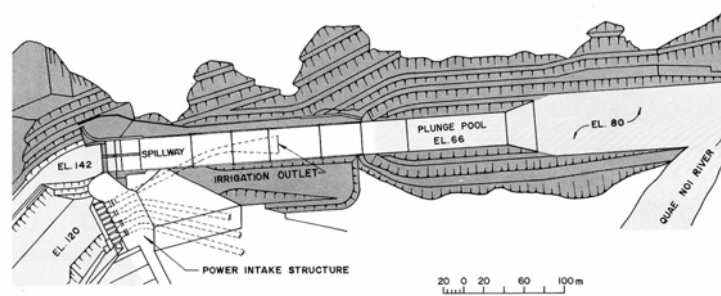 PLUNGE POOL
EL.66
EL. 80
EL. 142
SPILLWAY
IRRIGATION OUTLET
QUAE NOI RIVER
EL.120
POWER INTAKE STRUCTURE
20 0 20 60 100 m